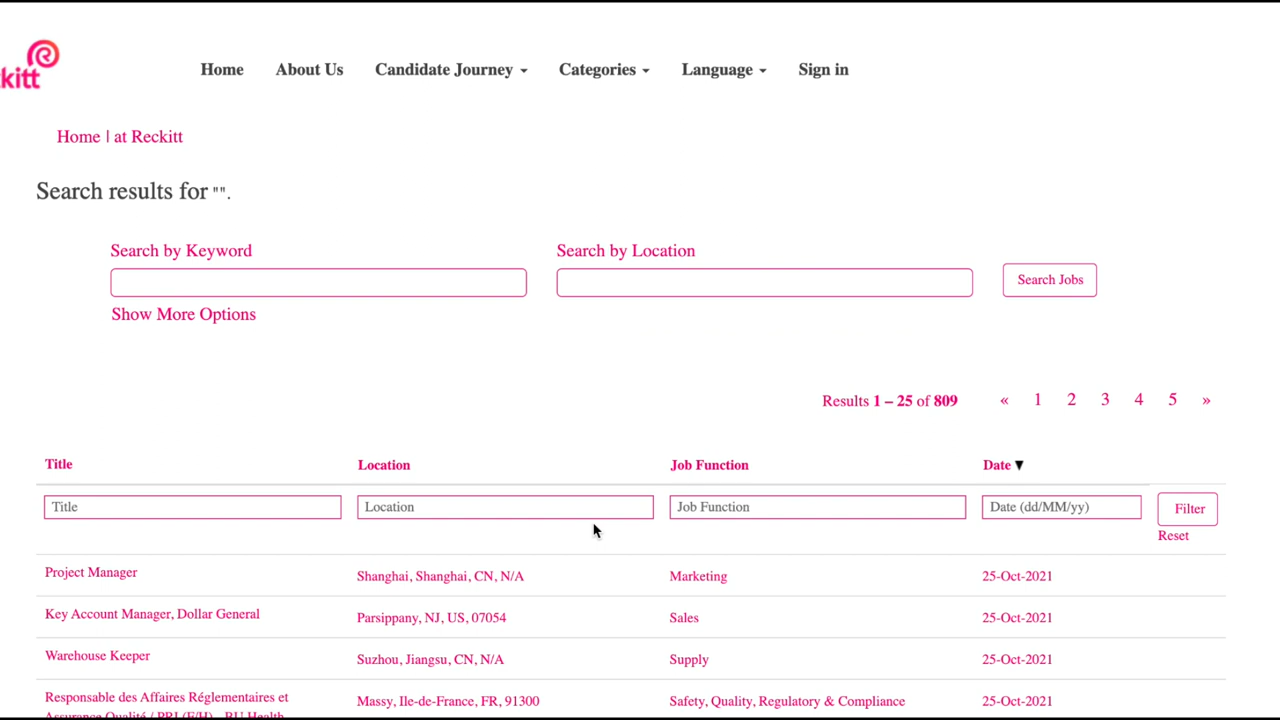 kitt
Home About Us Candidate Journey Categories Language Sign in
Home | at Reckitt
Search results for "".
Search by Keyword Search by Location
Search Jobs
Show More Options
Results 1 – 25 of 809 « 1 2 3 4 5 »
Title Location Job Function Date ▼
Title Location Job Function Date (dd/MM/yy) Filter
Reset
Project Manager Shanghai, Shanghai, CN, N/A Marketing 25-Oct-2021
Key Account Manager, Dollar General Parsippany, NJ, US, 07054 Sales 25-Oct-2021
Warehouse Keeper Suzhou, Jiangsu, CN, N/A Supply 25-Oct-2021
Responsable des Affaires Réglementaires et Massy, Ile-de-France, FR, 91300 Safety, Quality, Regulatory & Compliance 25-Oct-2021
Assurance Qualité / PRI (F/H) - BU Health